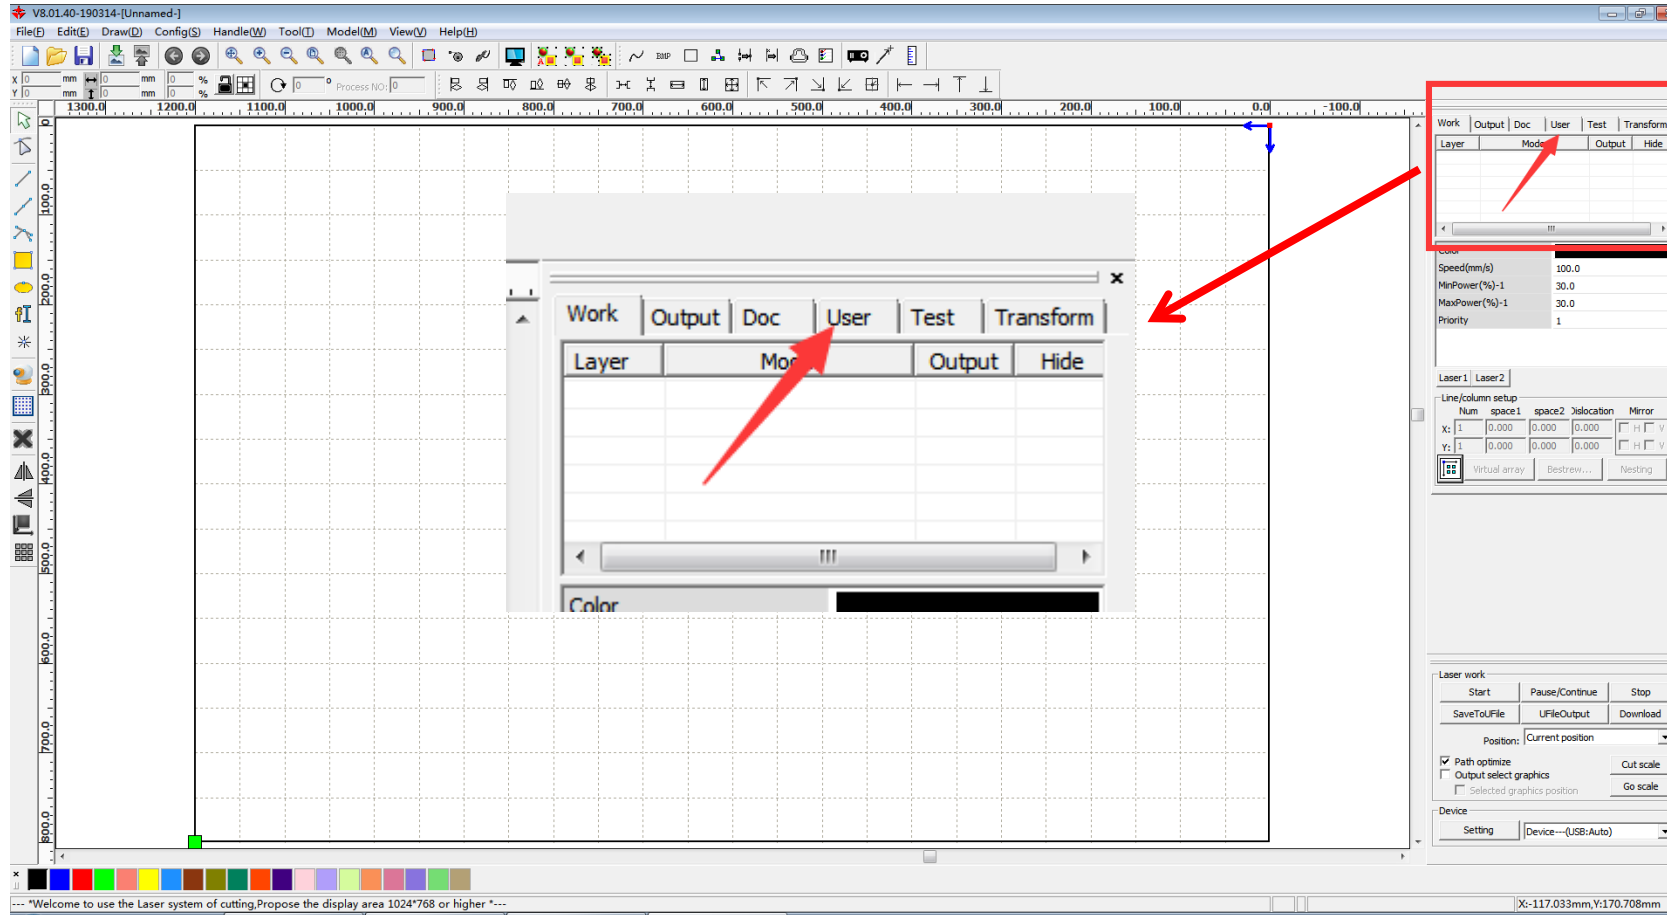 V8.01.40-190314-[Unnamed-]
File(F) Edit(E) Draw(D) Config(S) Handle(W) Tool(T) Model(M) View(V) Help(H)
BMP
X 0 mm 0 mm 0 %
Y 0 mm 0 mm 0 %
0 ° Process NO: 0
1300.0 1200.0 1100.0 1000.0 900.0 800.0 700.0 600.0 500.0 400.0 300.0 200.0 100.0 0.0 -100.0
0
100.0
200.0
300.0
400.0
500.0
600.0
700.0
800.0
Work Output Doc User Test Transform
Layer Output Hide
Color
Work Output Doc User Test Transform
Layer Mode Output Hide
Color
Speed(mm/s) 100.0
MinPower(%)-1 30.0
MaxPower(%)-1 30.0
Priority 1
Laser1 Laser2
Line/column setup
Num space1 space2 Dislocation Mirror
X: 1 0.000 0.000 0.000 H V
Y: 1 0.000 0.000 0.000 H V
Virtual array Bestrew... Nesting
Laser work
Start Pause/Continue Stop
SaveToUFile UFileOutput Download
Position: Current position
Path optimize Cut scale
Output select graphics
Selected graphics position Go scale
Device
Setting Device---(USB:Auto)
--- *Welcome to use the Laser system of cutting,Propose the display area 1024*768 or higher *---
X:-117.033mm,Y:170.708mm